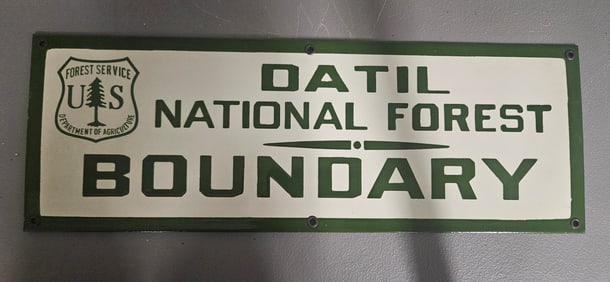 FOREST SERVICE
U S
DEPARTMENT OF AGRICULTURE
DATIL
NATIONAL FOREST
BOUNDARY